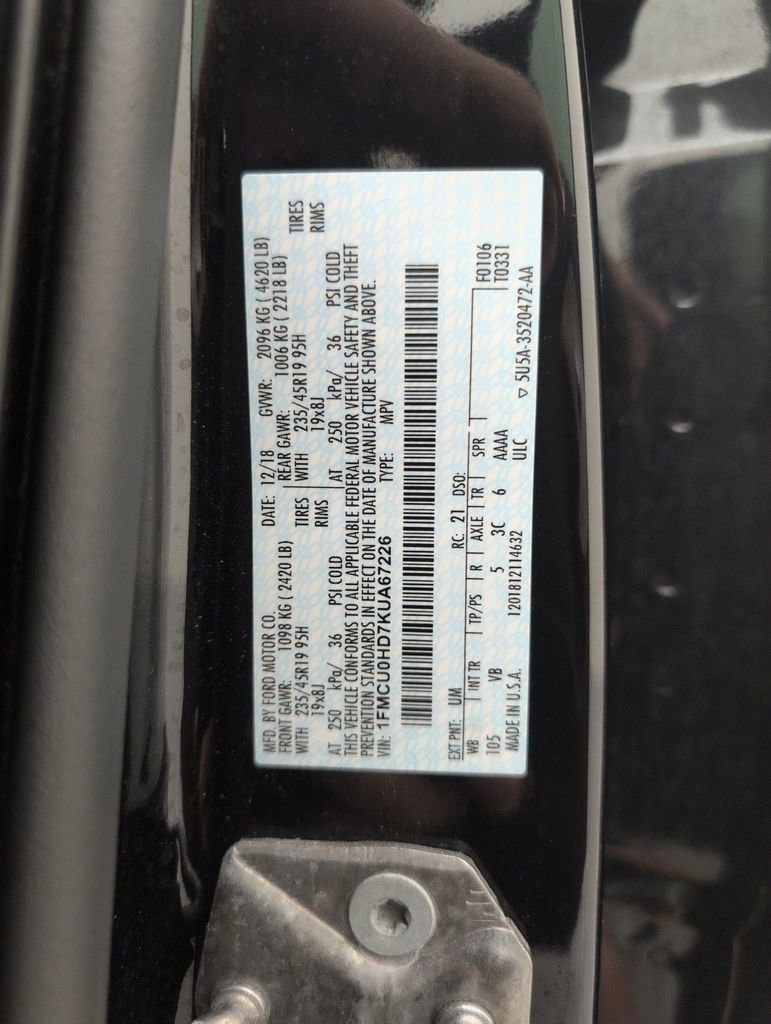 MFD. BY FORD MOTOR CO. DATE: 12/18 GVWR: 2096 KG ( 4620 LB)
FRONT GAWR: 1098 KG ( 2420 LB) REAR GAWR: 1006 KG ( 2218 LB)
WITH 235/45R19 95H TIRES WITH 235/45R19 95H TIRES
19x8J RIMS 19x8J RIMS
AT 250 kPa/ 36 PSI COLD AT 250 kPa/ 36 PSI COLD
THIS VEHICLE CONFORMS TO ALL APPLICABLE FEDERAL MOTOR VEHICLE SAFETY AND THEFT
PREVENTION STANDARDS IN EFFECT ON THE DATE OF MANUFACTURE SHOWN ABOVE.
VIN: 1FMCU0HD7KUA67226 TYPE: MPV
EXT PNT: UM RC: 21 DSO:
WB INT TR TP/PS R AXLE TR SPR F0106
105 VB 5 3C 6 AAAA T0331
MADE IN U.S.A. 1201812114632 ULC ▽ 5U5A-3520472-AA